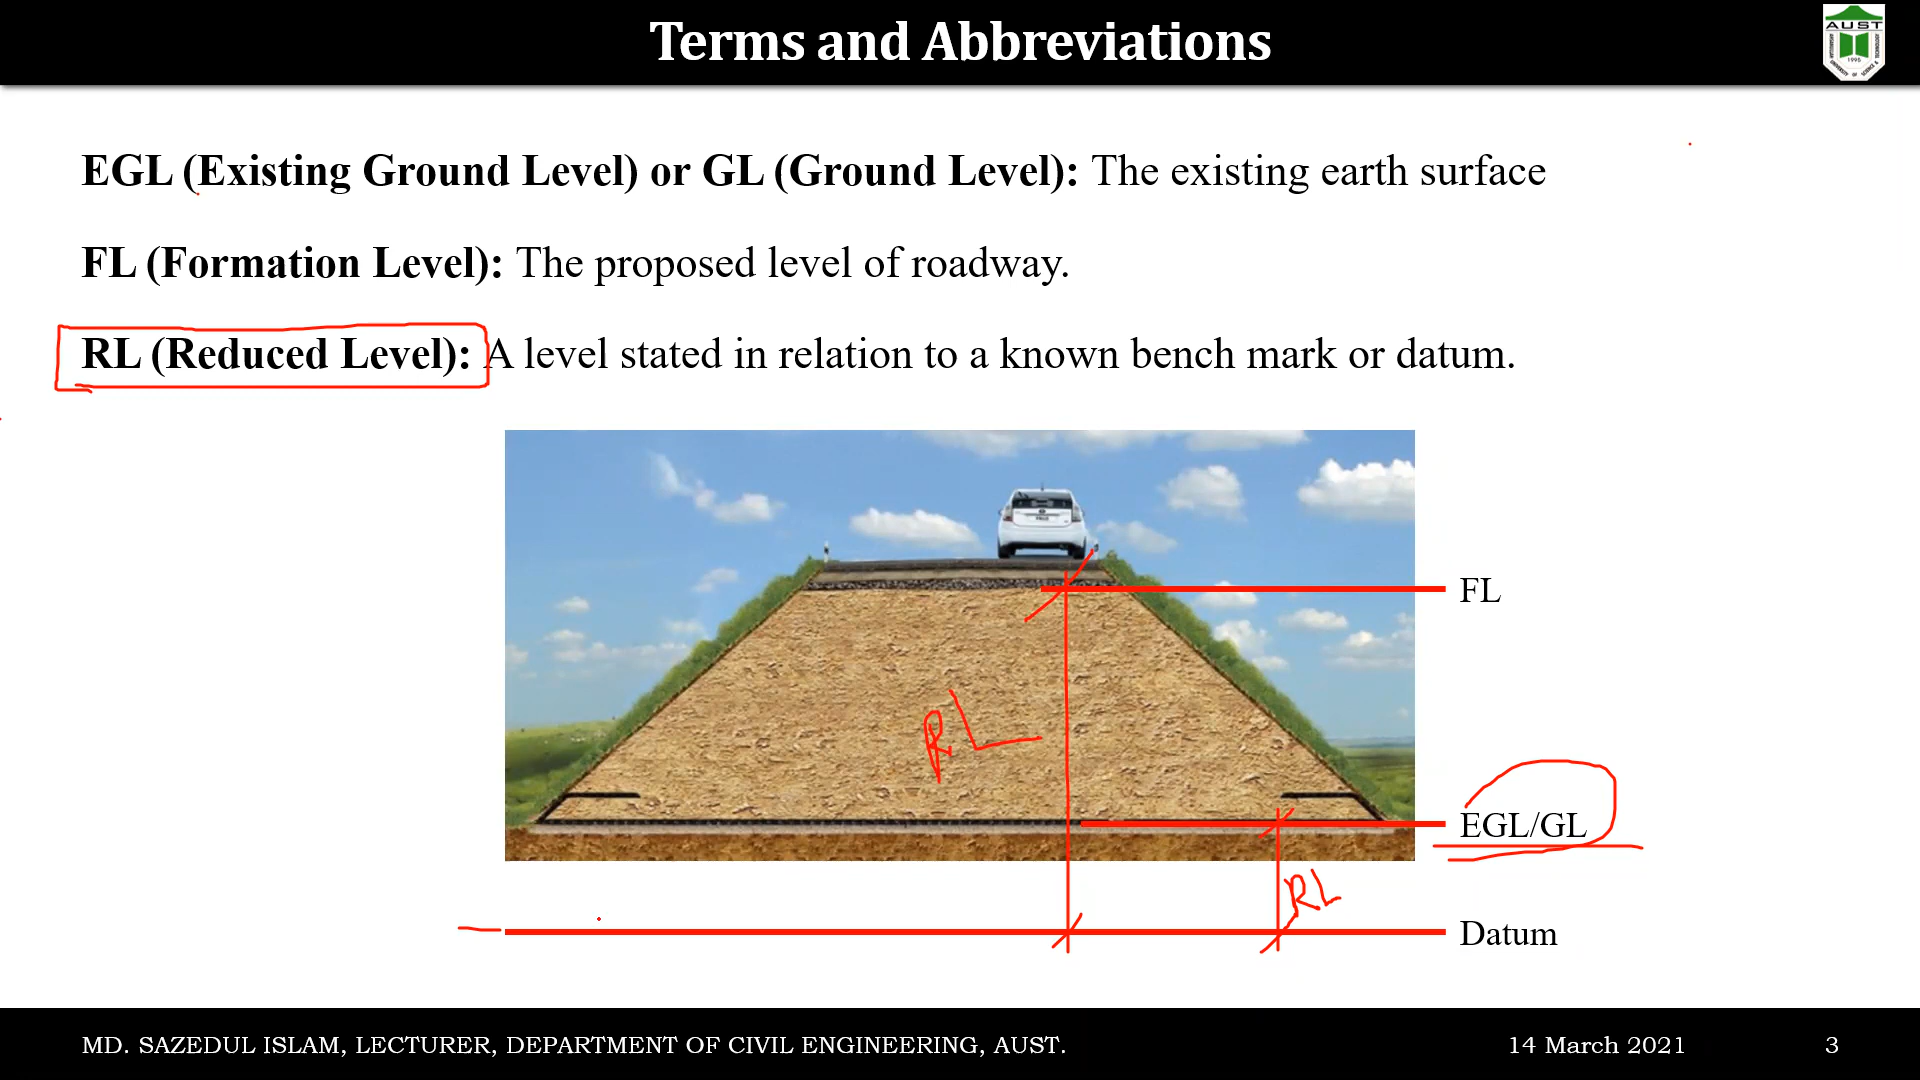 Terms and Abbreviations
AUST
1995
EGL (Existing Ground Level) or GL (Ground Level): The existing earth surface
FL (Formation Level): The proposed level of roadway.
RL (Reduced Level): A level stated in relation to a known bench mark or datum.
FL
RL
EGL/GL
RL
Datum
MD. SAZEDUL ISLAM, LECTURER, DEPARTMENT OF CIVIL ENGINEERING, AUST.
14 March 2021
3